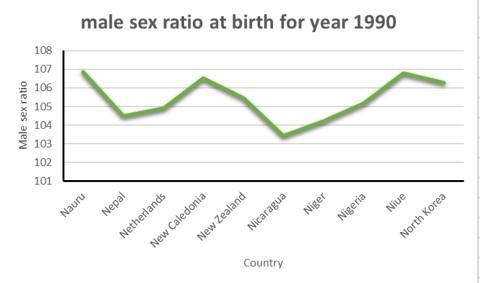 male sex ratio at birth for year 1990
108
107
106
105
104
103
102
101
Male sex ratio
Nauru
Nepal
Netherlands
New Caledonia
New Zealand
Nicaragua
Niger
Nigeria
Niue
North Korea
Country